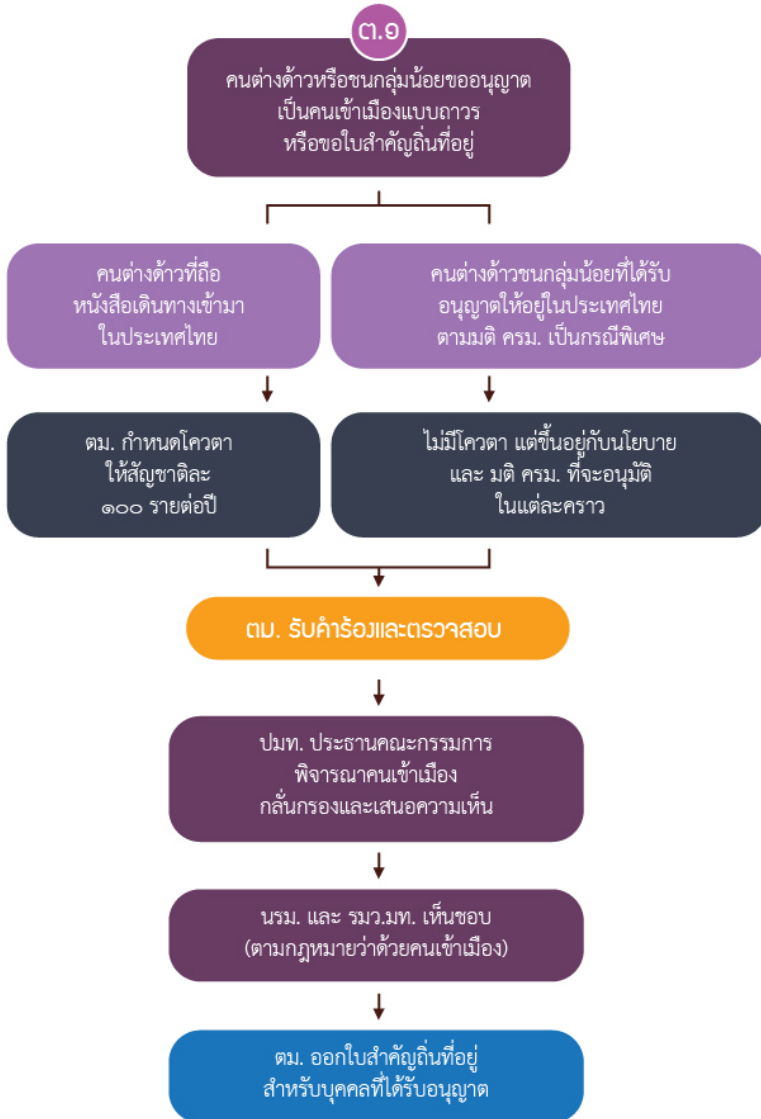 ต.๑
คนต่างด้าวหรือชนกลุ่มน้อยขออนุญาต
เป็นคนเข้าเมืองแบบถาวร
หรือขอใบสำคัญถิ่นที่อยู่
คนต่างด้าวที่ถือ
หนังสือเดินทางเข้ามา
ในประเทศไทย
คนต่างด้าวชนกลุ่มน้อยที่ได้รับ
อนุญาตให้อยู่ในประเทศไทย
ตามมติ ครม. เป็นกรณีพิเศษ
ตม. กำหนดโควตา
ให้สัญชาติละ
๑๐๐ รายต่อปี
ไม่มีโควตา แต่ขึ้นอยู่กับนโยบาย
และ มติ ครม. ที่จะอนุมัติ
ในแต่ละคราว
ตม. รับคำร้องและตรวจสอบ
ปมท. ประธานคณะกรรมการ
พิจารณาคนเข้าเมือง
กลั่นกรองและเสนอความเห็น
นรม. และ รมว.มท. เห็นชอบ
(ตามกฎหมายว่าด้วยคนเข้าเมือง)
ตม. ออกใบสำคัญถิ่นที่อยู่
สำหรับบุคคลที่ได้รับอนุญาต